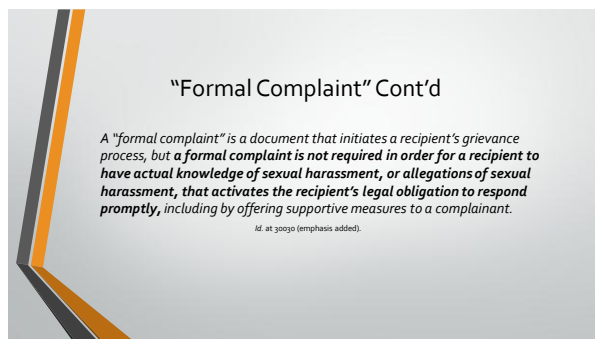 “Formal Complaint” Cont’d
A “formal complaint” is a document that initiates a recipient’s grievance
process, but a formal complaint is not required in order for a recipient to
have actual knowledge of sexual harassment, or allegations of sexual
harassment, that activates the recipient’s legal obligation to respond
promptly, including by offering supportive measures to a complainant.
Id. at 30030 (emphasis added).